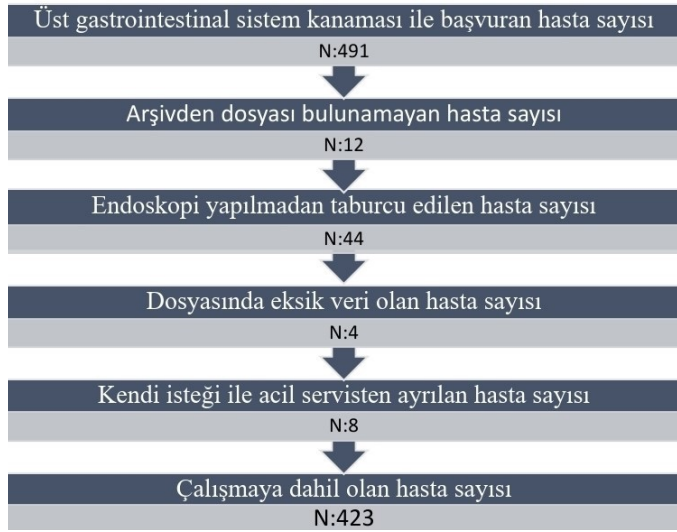 Üst gastrointestinal sistem kanaması ile başvuran hasta sayısı
N:491
Arşivden dosyası bulunamayan hasta sayısı
N:12
Endoskopi yapılmadan taburcu edilen hasta sayısı
N:44
Dosyasında eksik veri olan hasta sayısı
N:4
Kendi isteği ile acil servisten ayrılan hasta sayısı
N:8
Çalışmaya dahil olan hasta sayısı
N:423